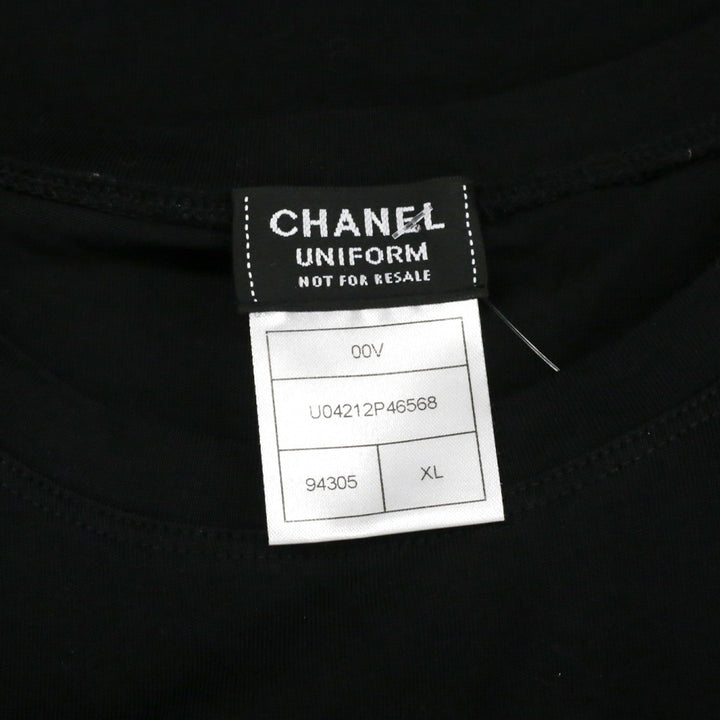 CHANEL
UNIFORM
NOT FOR RESALE
00V
U04212P46568
94305 XL